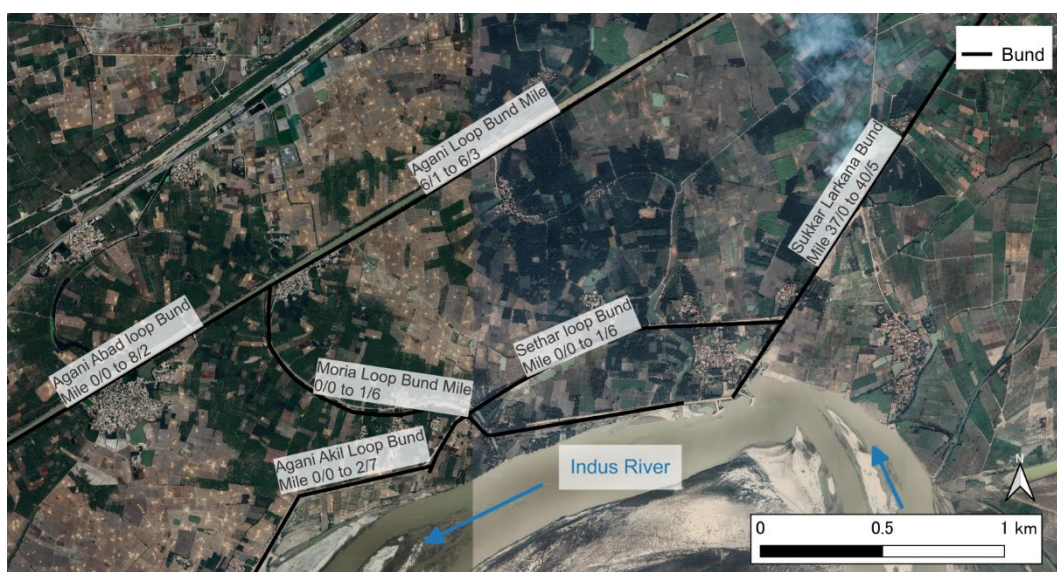 Bund
Agani Loop Bund Mile
6/1 to 6/3
Sukkar Larkana Bund
Mile 37/0 to 40/5
Agani Abad loop Bund
Mile 0/0 to 8/2
Sethar loop Bund
Mile 0/0 to 1/6
Moria Loop Bund Mile
0/0 to 1/6
Agani Akil Loop Bund
Mile 0/0 to 2/7
Indus River
N
0 0.5 1 km